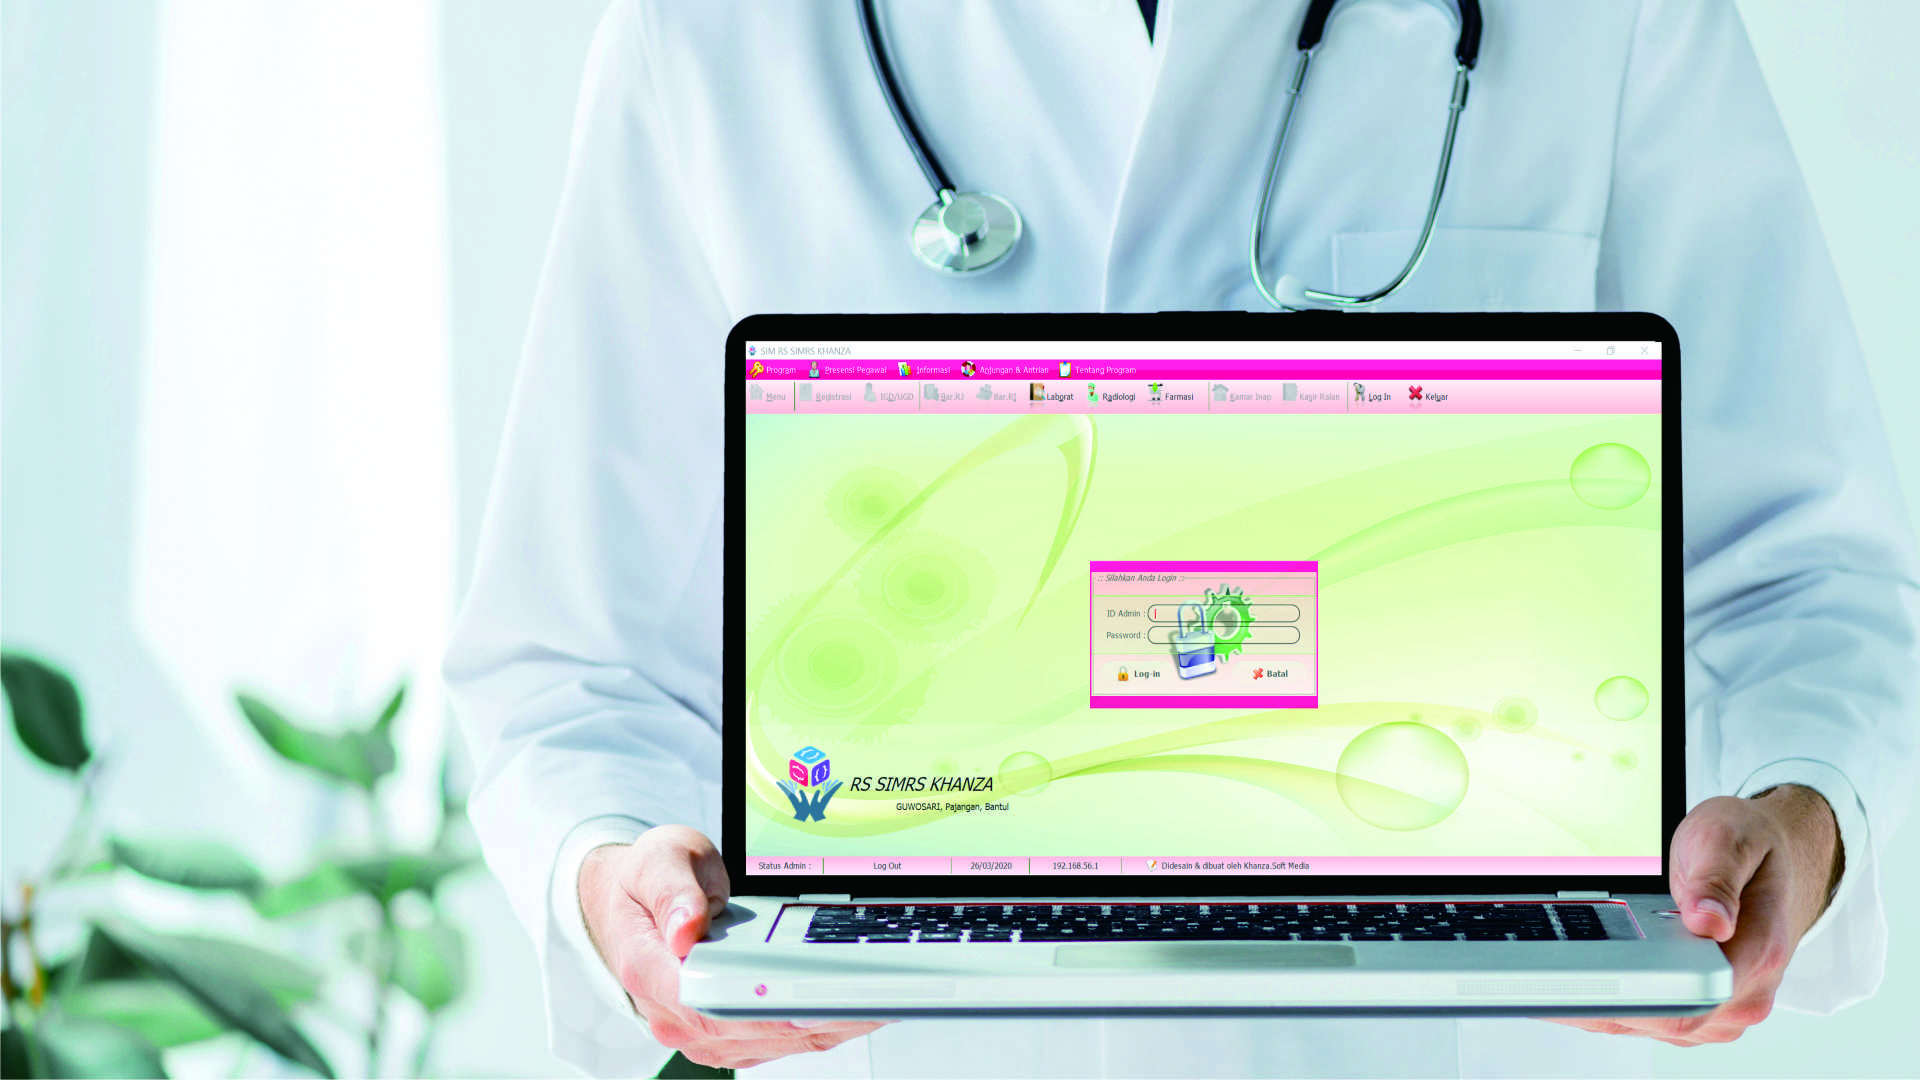 SIM RS SIMRS KHANZA
Program Presensi Pegawai Informasi Anjungan & Antrian Tentang Program
Menu Registrasi IGD/UGD Bar.RJ Bar.RI Laborat Radiologi Farmasi Kamar Inap Kasir Ralan Log In Keluar
:: Silahkan Anda Login ::
ID Admin :
Password :
Log-in Batal
RS SIMRS KHANZA
GUWOSARI, Pajangan, Bantul
Status Admin : Log Out 26/03/2020 192.168.56.1 Didesain & dibuat oleh Khanza.Soft Media